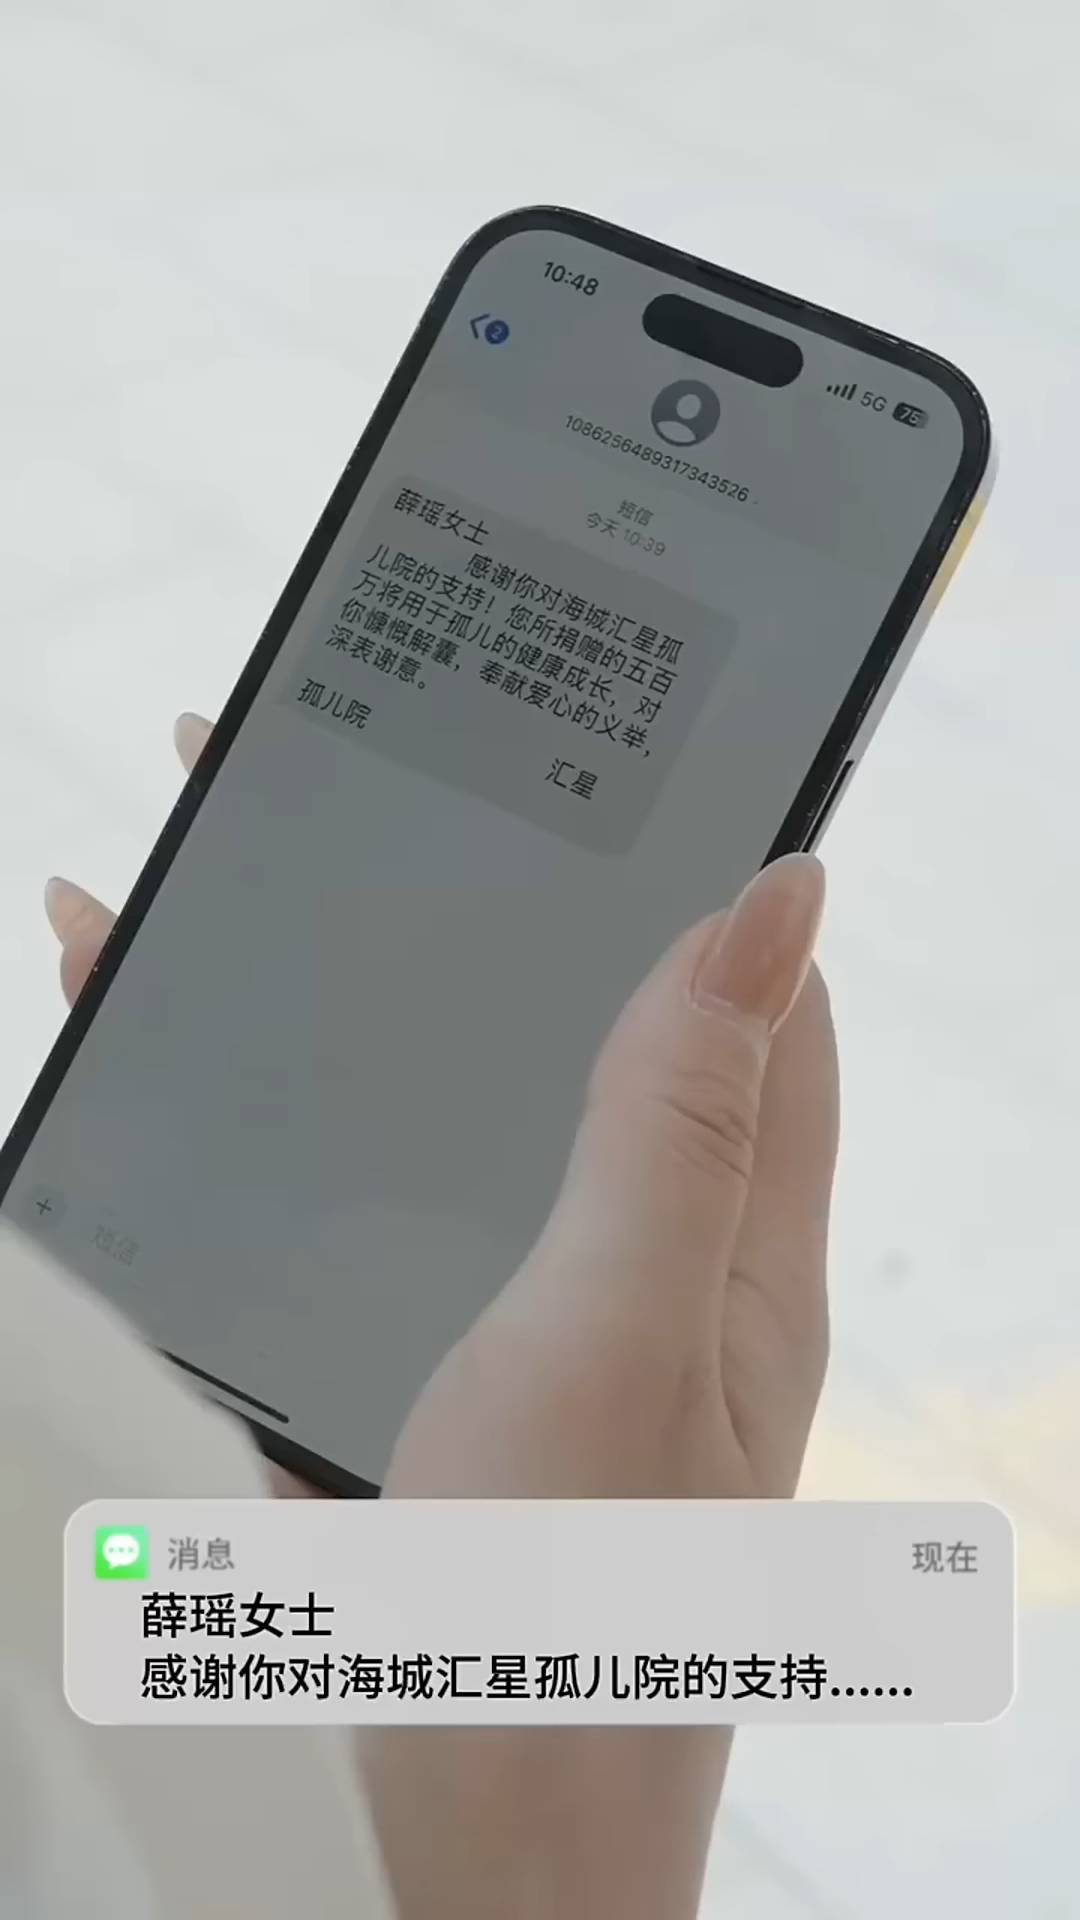 10:48
2
5G 75
1086256489317343526
短信
今天 10:39
薛瑶女士
感谢你对海城汇星孤
儿院的支持！您所捐赠的五百
万将用于孤儿的健康成长，对
你慷慨解囊，奉献爱心的义举，
深表谢意。
汇星
孤儿院
+ 短信
消息 现在
薛瑶女士
感谢你对海城汇星孤儿院的支持......